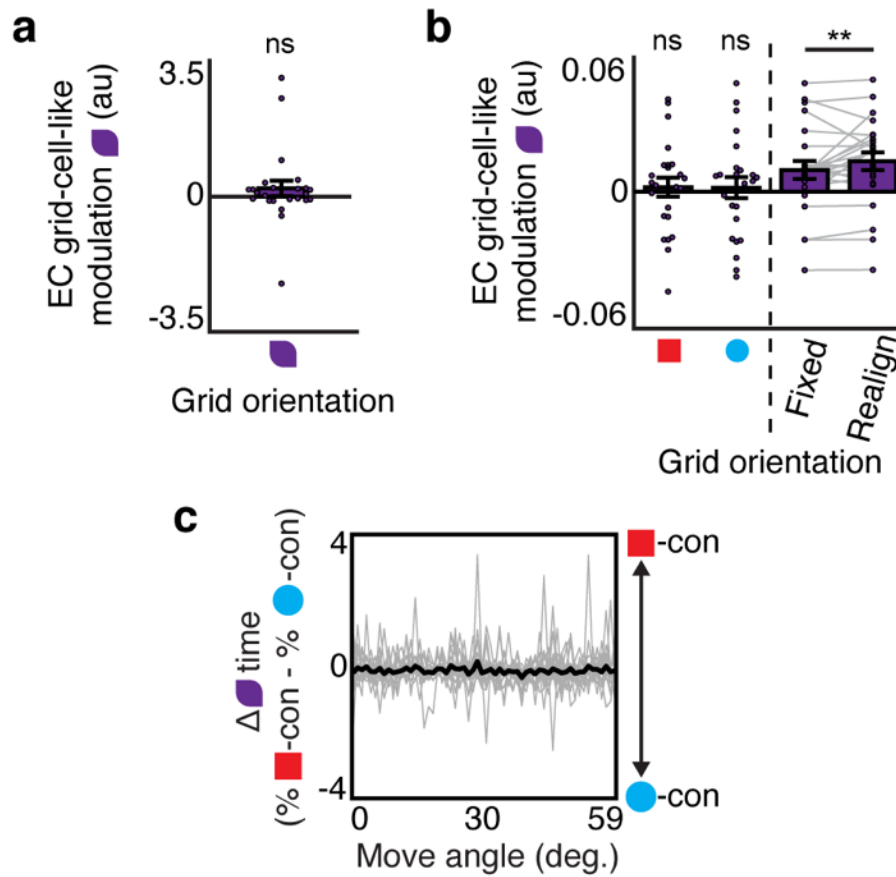 a
ns
3.5
0
-3.5
EC grid-cell-like
modulation (au)
Grid orientation
b
ns
ns
**
0.06
0
-0.06
EC grid-cell-like
modulation (au)
Fixed
Realign
Grid orientation
c
4
0
-4
Δ time
(% -con - % -con)
0
30
59
Move angle (deg.)
-con
-con